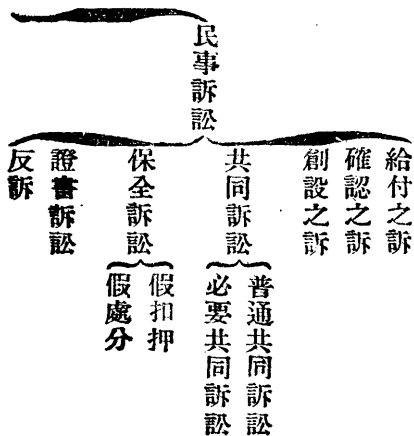 民事訴訟
給付之訴
確認之訴
創設之訴
共同訴訟
普通共同訴訟
必要共同訴訟
保全訴訟
假扣押
假處分
證書訴訟
反訴